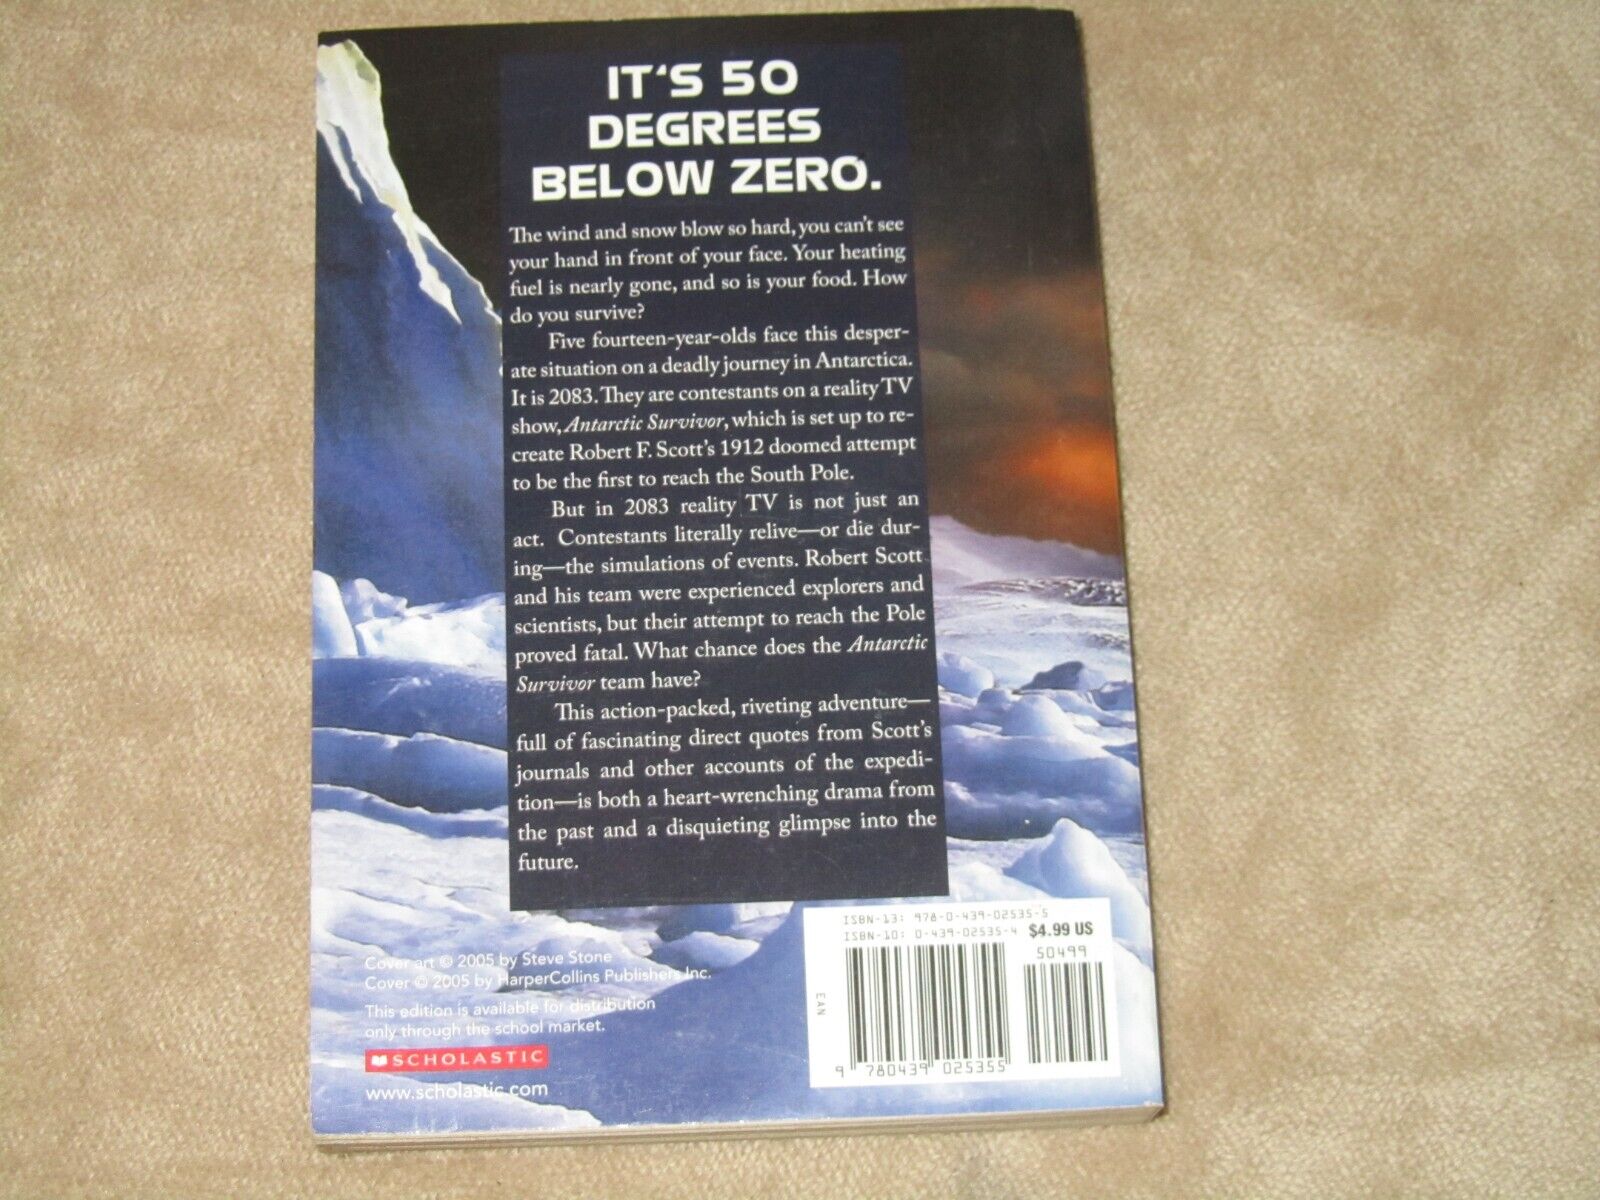 IT'S 50
DEGREES
BELOW ZERO.
The wind and snow blow so hard, you can't see
your hand in front of your face. Your heating
fuel is nearly gone, and so is your food. How
do you survive?
Five fourteen-year-olds face this desper-
ate situation on a deadly journey in Antarctica.
It is 2083. They are contestants on a reality TV
show, Antarctic Survivor, which is set up to re-
create Robert F. Scott's 1912 doomed attempt
to be the first to reach the South Pole.
But in 2083 reality TV is not just an
act. Contestants literally relive—or die dur-
ing—the simulations of events. Robert Scott
and his team were experienced explorers and
scientists, but their attempt to reach the Pole
proved fatal. What chance does the Antarctic
Survivor team have?
This action-packed, riveting adventure—
full of fascinating direct quotes from Scott's
journals and other accounts of the expedi-
tion—is both a heart-wrenching drama from
the past and a disquieting glimpse into the
future.
Cover art © 2005 by Steve Stone
Cover © 2005 by HarperCollins Publishers Inc.
This edition is available for distribution
only through the school market.
SCHOLASTIC
www.scholastic.com
ISBN-13: 978-0-439-02535-5
ISBN-10: 0-439-02535-4
$4.99 US
50499
EAN
9 780439 025355